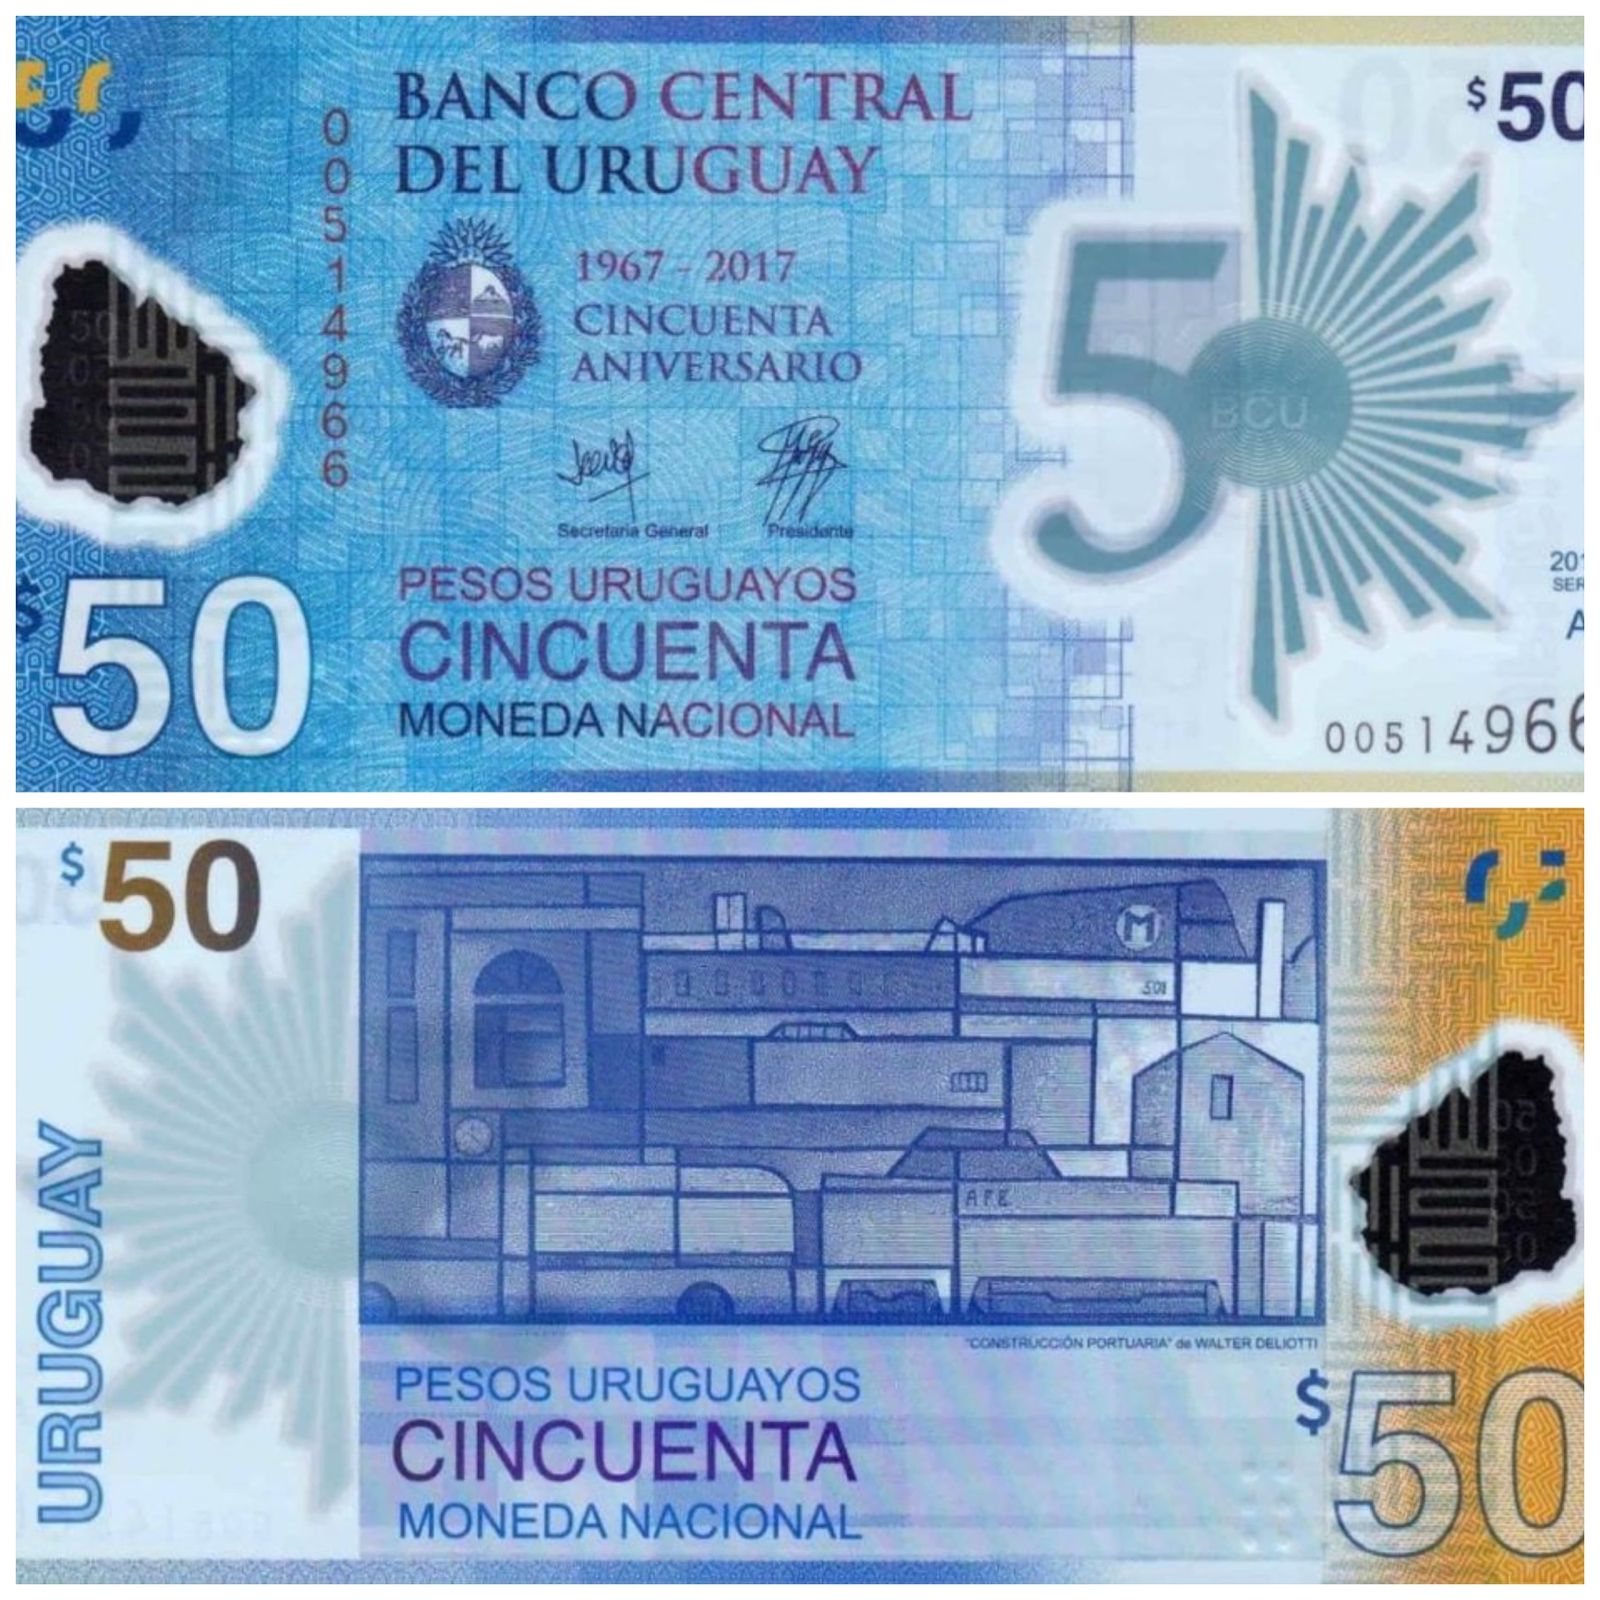 BANCO CENTRAL
DEL URUGUAY
$50
00514966
1967 - 2017
CINCUENTA
ANIVERSARIO
BCU
Secretaria General
Presidente
PESOS URUGUAYOS
CINCUENTA
MONEDA NACIONAL
$50
00514966
$50
M
501
AFE
URUGUAY
"CONSTRUCCIÓN PORTUARIA" de WALTER DELIOTTI
PESOS URUGUAYOS
CINCUENTA
MONEDA NACIONAL
$50